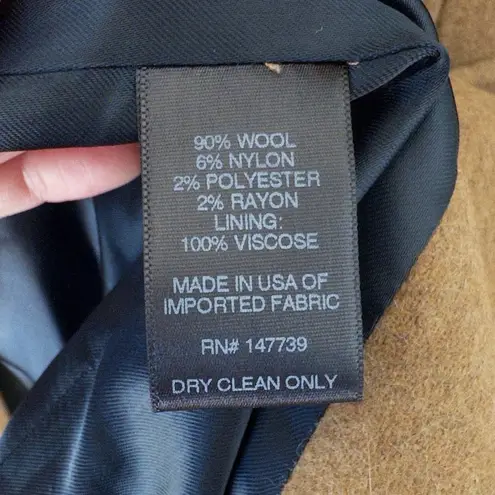 90% WOOL
6% NYLON
2% POLYESTER
2% RAYON
LINING:
100% VISCOSE
MADE IN USA OF
IMPORTED FABRIC
RN# 147739
DRY CLEAN ONLY